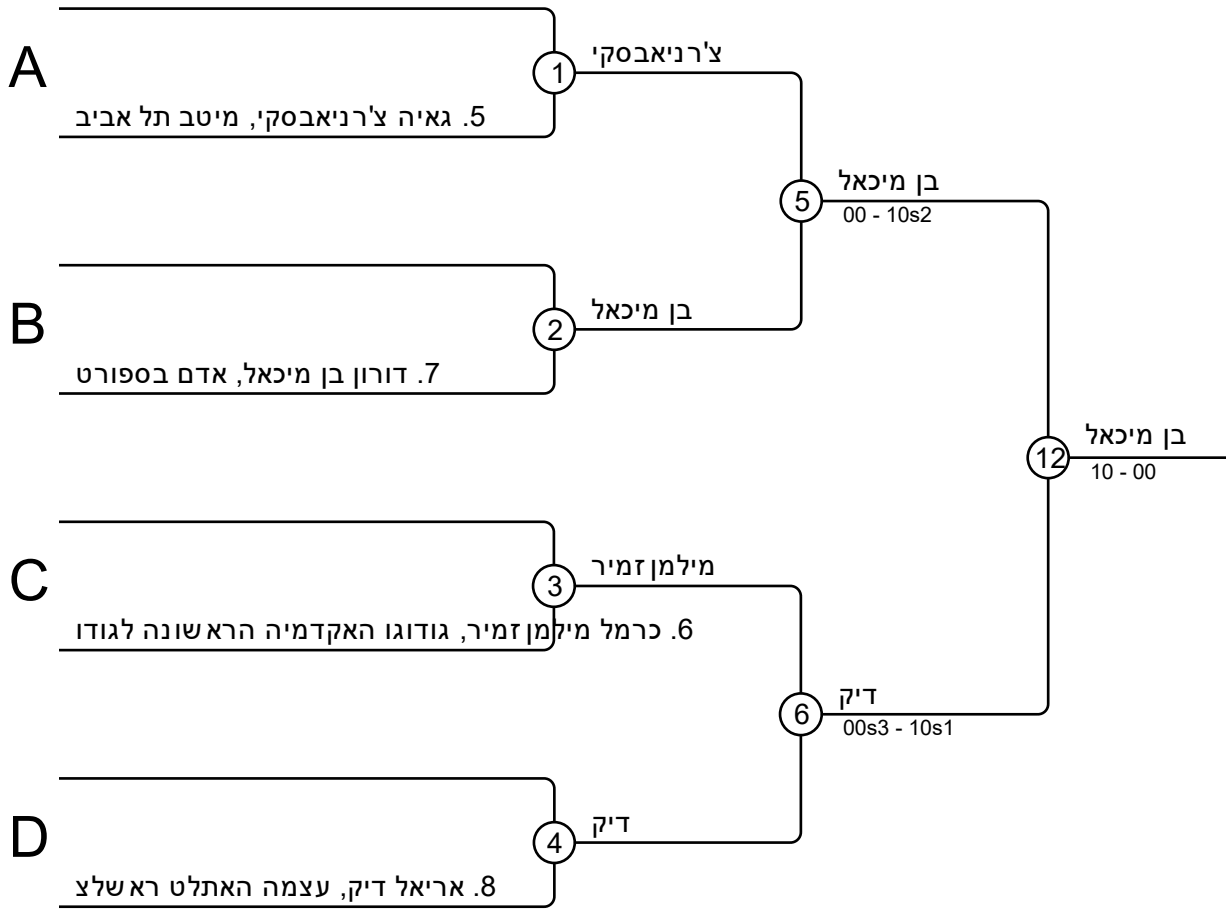 A
1
צ'רניאבסקי
5. גאיה צ'רניאבסקי, מיטב תל אביב
5
בן מיכאל
00 - 10s2
B
2
בן מיכאל
7. דורון בן מיכאל, אדם בספורט
12
בן מיכאל
10 - 00
C
3
מילמן זמיר
6. כרמל מילמן זמיר, גודוגו האקדמיה הראשונה לגודו
6
דיק
00s3 - 10s1
D
4
דיק
8. אריאל דיק, עצמה האתלט ראשלצ